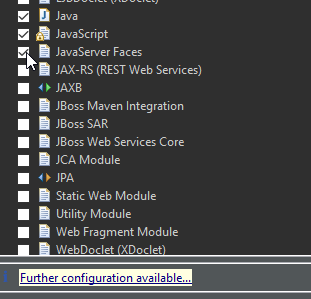 Java
JavaScript
JavaServer Faces
JAX-RS (REST Web Services)
JAXB
JBoss Maven Integration
JBoss SAR
JBoss Web Services Core
JCA Module
JPA
Static Web Module
Utility Module
Web Fragment Module
WebDoclet (XDoclet)
Further configuration available...